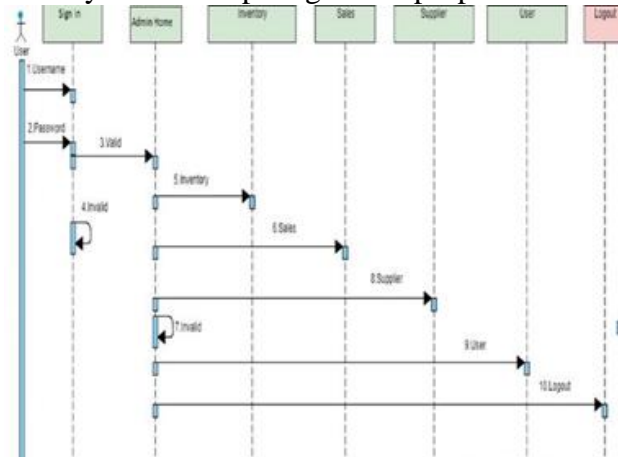 Sign in
Admin Home
Inventory
Sales
Supplier
User
Logout
User
1.Username
2.Password
3.Valid
4.Invalid
5.Inventory
6.Sales
8.Supplier
7.Invalid
9.User
10.Logout